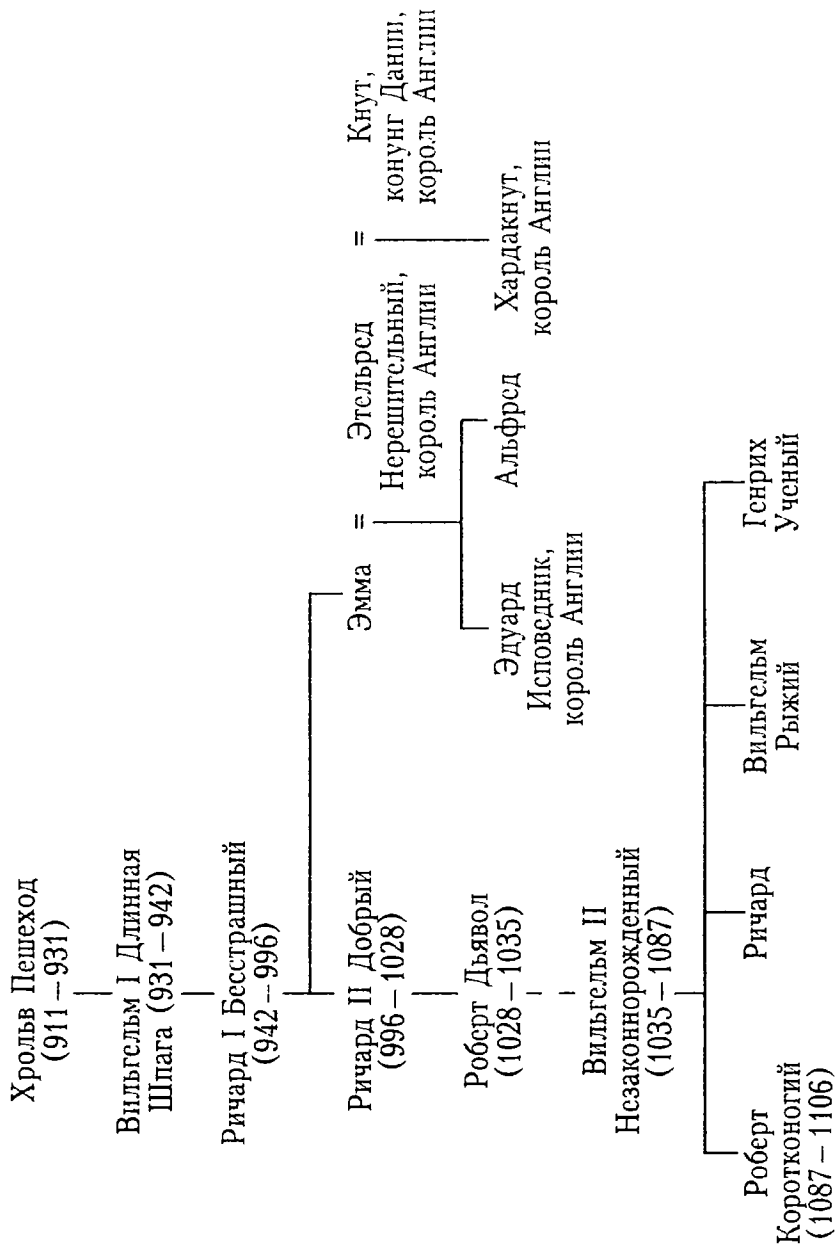 Хрольв Пешеход
(911–931)
Вильгельм I Длинная
Шпага (931–942)
Ричард I Бесстрашный
(942–996)
Ричард II Добрый
(996–1028)
Эмма
=
Этельред
Нерешительный,
король Англии
=
Кнут,
конунг Дании,
король Англии
Роберт Дьявол
(1028–1035)
Эдуард
Исповедник,
король Англии
Альфред
Хардакнут,
король Англии
Вильгельм II
Незаконнорожденный
(1035–1087)
Роберт
Коротконогий
(1087–1106)
Ричард
Вильгельм
Рыжий
Генрих
Ученый